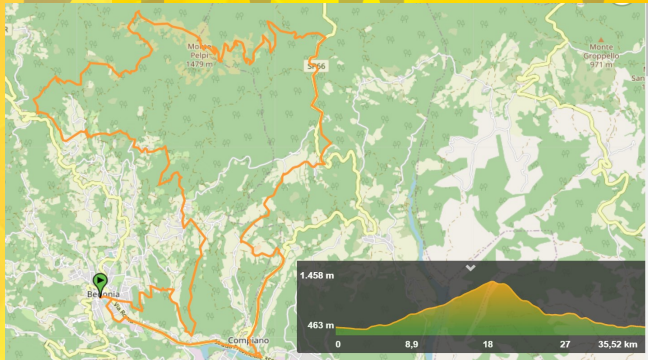 Monte
Pelpi
1479 m
SP66
Monte
Groppello
971 m
San
Bedonia
Compiano
1.458 m
463 m
0 8,9 18 27 35,52 km